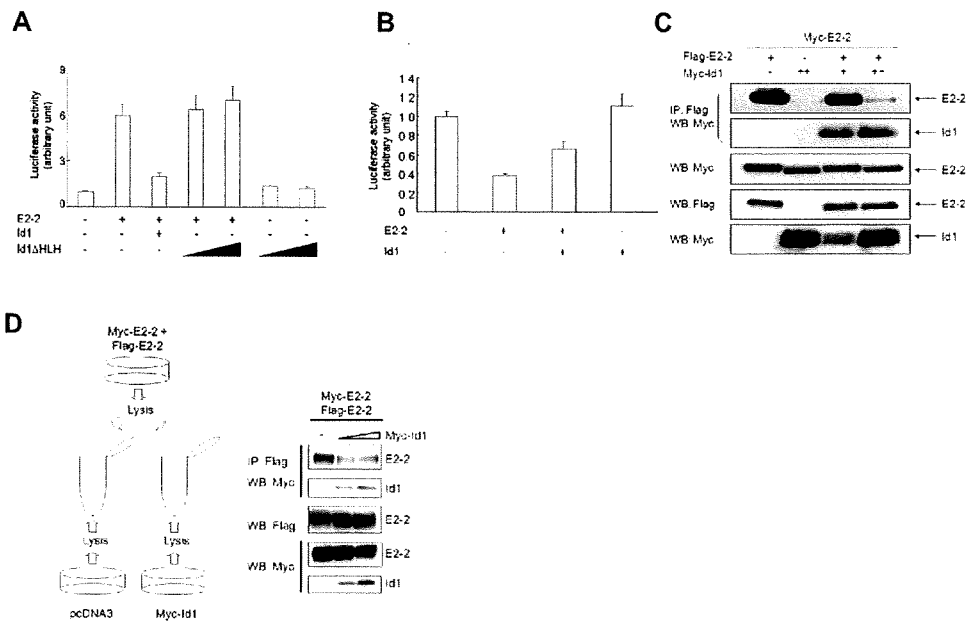 A
Luciferase activity
(arbitrary unit)
9
6
3
0
E2-2 - + + + + - -
Id1 - - + - - - -
Id1ΔHLH - - -
B
Luciferase activity
(arbitrary unit)
1.4
1.2
1.0
0.8
0.6
0.4
0.2
0
E2-2 - + + -
Id1 - - + +
C
Myc-E2-2
Flag-E2-2 + - + +
Myc-Id1 - ++ + ++
IP. Flag
WB. Myc
E2-2
Id1
WB Myc
E2-2
WB. Flag
E2-2
WB Myc
Id1
D
Myc-E2-2 +
Flag-E2-2
Lysis
Lysis
Lysis
pcDNA3
Myc-Id1
Myc-E2-2
Flag-E2-2
- Myc-Id1
IP. Flag
WB. Myc
E2-2
Id1
WB. Flag
E2-2
WB. Myc
E2-2
Id1